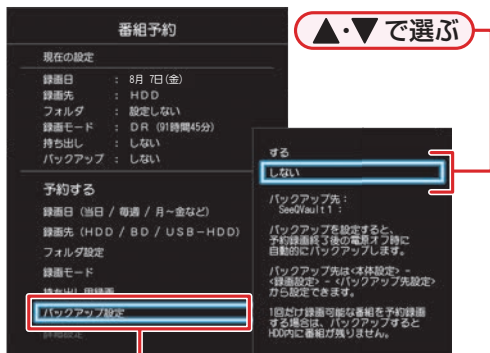 番組予約
▲・▼で選ぶ
現在の設定
録画日 : 8月 7日(金)
録画先 : HDD
フォルダ : 設定しない
録画モード : DR (91時間45分)
持ち出し : しない
バックアップ : しない
予約する
録画日 (当日 / 毎週 / 月~金など)
録画先 (HDD / BD / USB-HDD)
フォルダ設定
録画モード
持ち出し用録画
バックアップ設定
詳細設定
する
しない
バックアップ先:
SeeQVault1:
バックアップを設定すると、
予約録画終了後の電源オフ時に
自動的にバックアップします。
バックアップ先は<本体設定> -
<録画設定> - <バックアップ先設定>
から設定できます。
1回だけ録画可能な番組を予約録画
する場合は、バックアップすると
HDD内に番組が残りません。